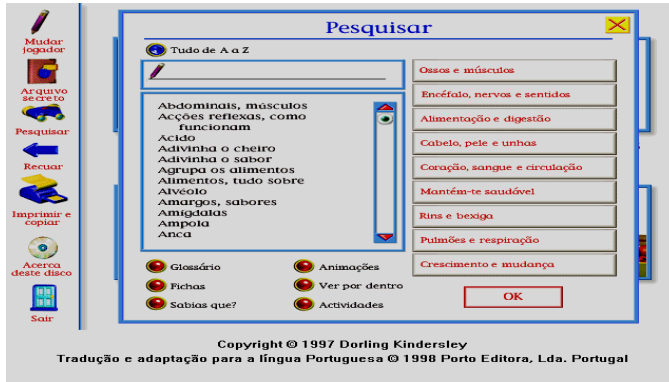 Mudar
jogador
Arquivo
secreto
Pesquisar
Recuar
Imprimir e
copiar
Acerca
deste disco
Sair
Pesquisar
Tudo de A a Z
Abdominais, músculos
Acções reflexas, como
funcionam
Acido
Adivinha o cheiro
Adivinha o sabor
Agrupa os alimentos
Alimentos, tudo sobre
Alvéolo
Amargos, sabores
Amígdalas
Ampola
Anca
Ossos e músculos
Encéfalo, nervos e sentidos
Alimentação e digestão
Cabelo, pele e unhas
Coração, sangue e circulação
Mantém-te saudável
Rins e bexiga
Pulmões e respiração
Crescimento e mudança
Glossário
Animações
Fichas
Ver por dentro
Sabias que?
Actividades
OK
Copyright © 1997 Dorling Kindersley
Tradução e adaptação para a língua Portuguesa © 1998 Porto Editora, Lda. Portugal